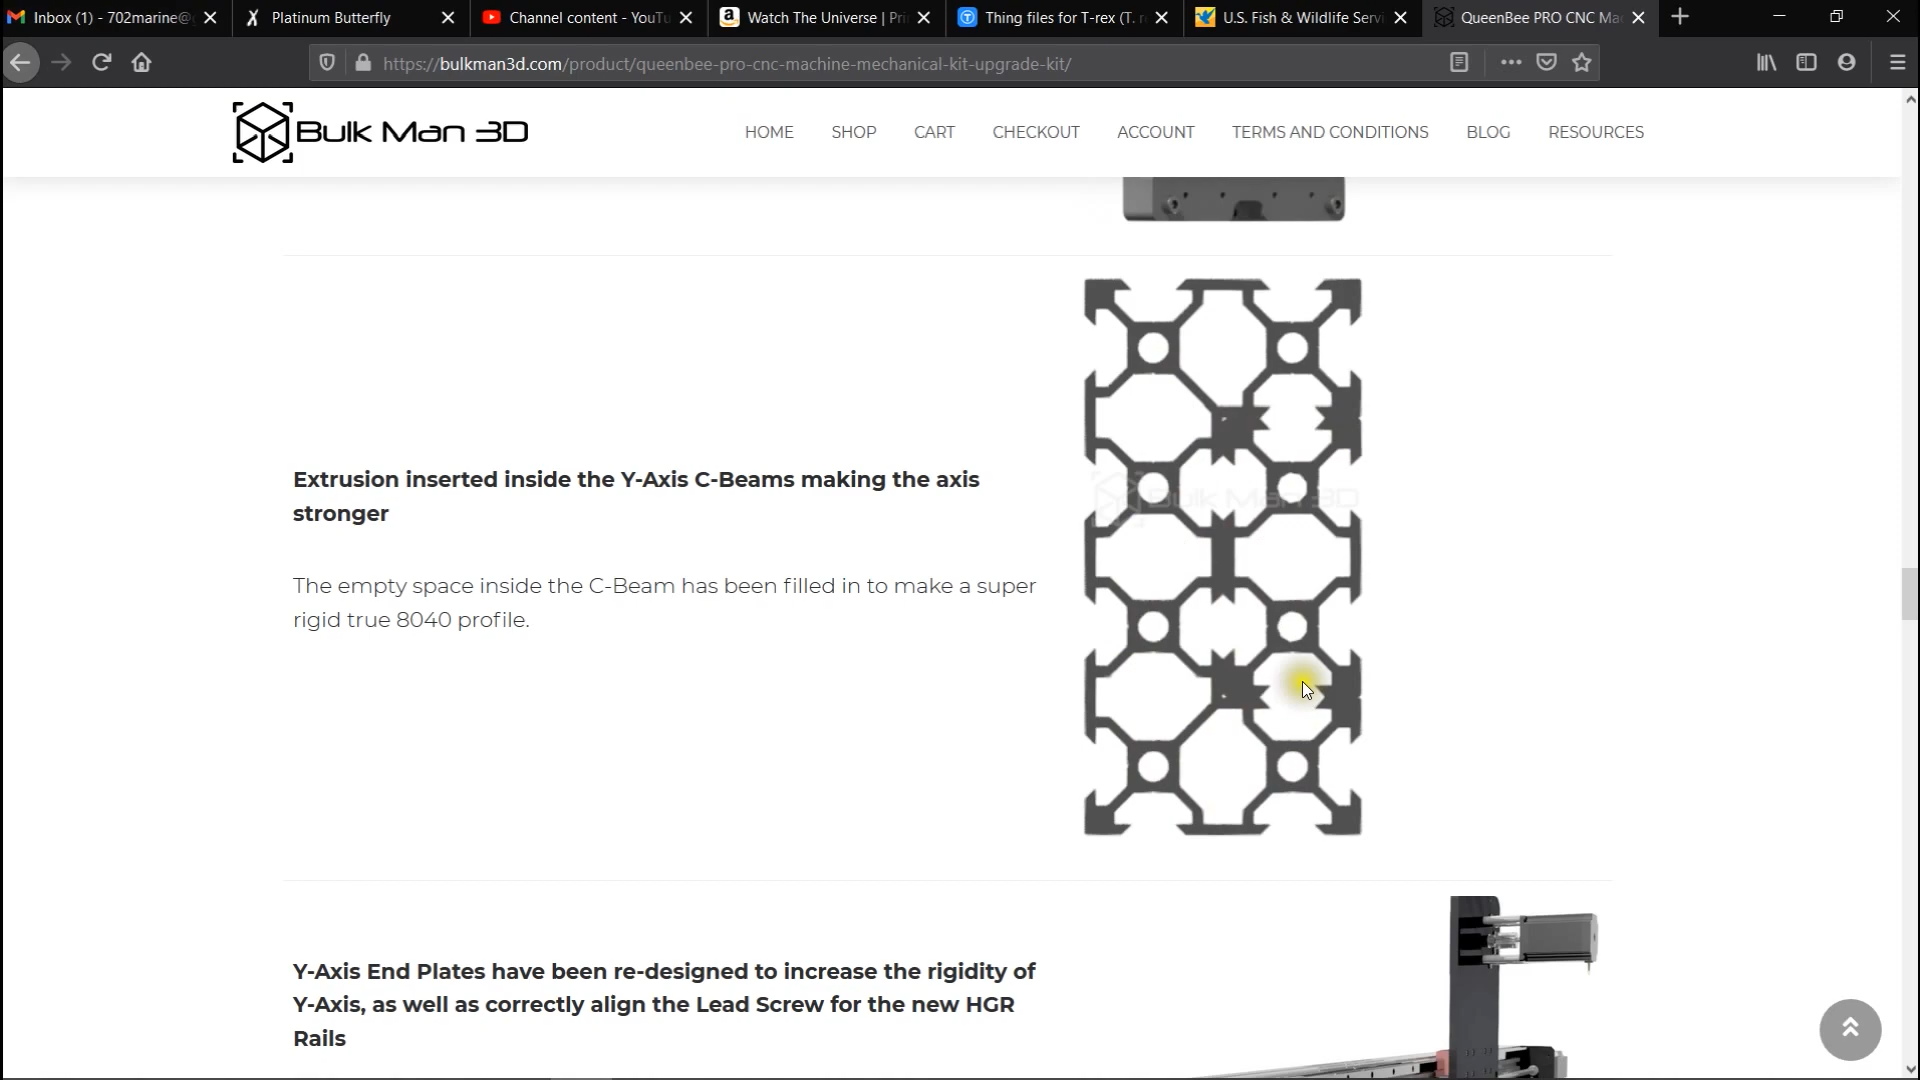 Inbox (1) - 702marine@
Platinum Butterfly
Channel content - YouTu
Watch The Universe | Pri
Thing files for T-rex (T. r
U.S. Fish & Wildlife Servi
QueenBee PRO CNC Ma
https://bulkman3d.com/product/queenbee-pro-cnc-machine-mechanical-kit-upgrade-kit/
Bulk Man 3D
HOME
SHOP
CART
CHECKOUT
ACCOUNT
TERMS AND CONDITIONS
BLOG
RESOURCES
Bulk Man 3D
Extrusion inserted inside the Y-Axis C-Beams making the axis
stronger
The empty space inside the C-Beam has been filled in to make a super
rigid true 8040 profile.
Y-Axis End Plates have been re-designed to increase the rigidity of
Y-Axis, as well as correctly align the Lead Screw for the new HGR
Rails